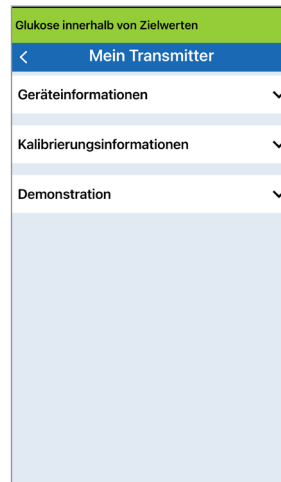 Glukose innerhalb von Zielwerten
Mein Transmitter
Geräteinformationen
Kalibrierungsinformationen
Demonstration